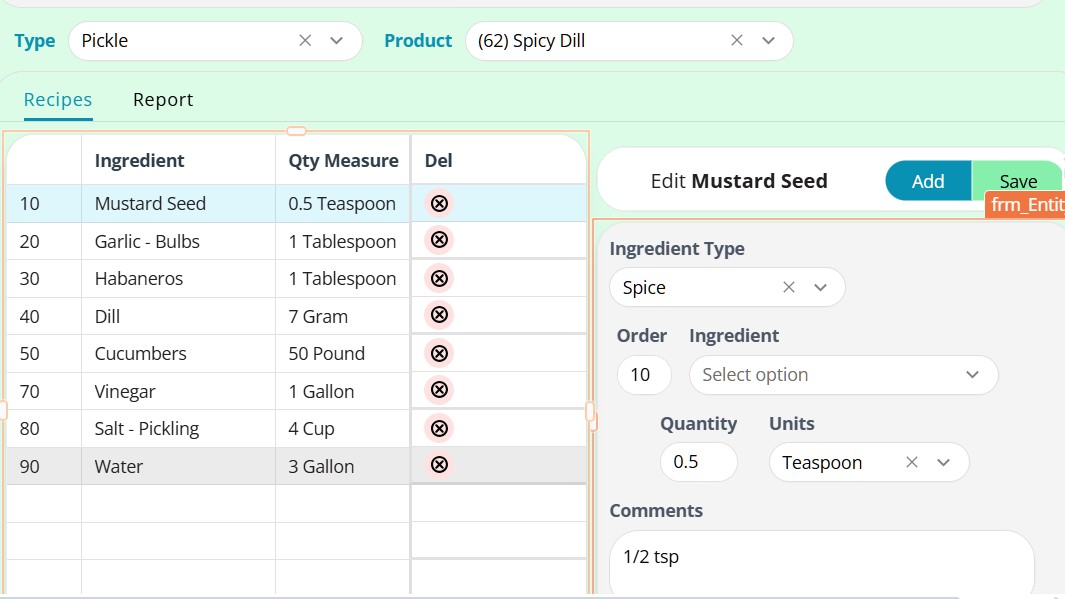 Type Pickle Product (62) Spicy Dill
Recipes Report
Ingredient Qty Measure Del
10 Mustard Seed 0.5 Teaspoon
20 Garlic - Bulbs 1 Tablespoon
30 Habaneros 1 Tablespoon
40 Dill 7 Gram
50 Cucumbers 50 Pound
70 Vinegar 1 Gallon
80 Salt - Pickling 4 Cup
90 Water 3 Gallon
Edit Mustard Seed Add Save
frm_Entit
Ingredient Type
Spice
Order Ingredient
10 Select option
Quantity Units
0.5 Teaspoon
Comments
1/2 tsp